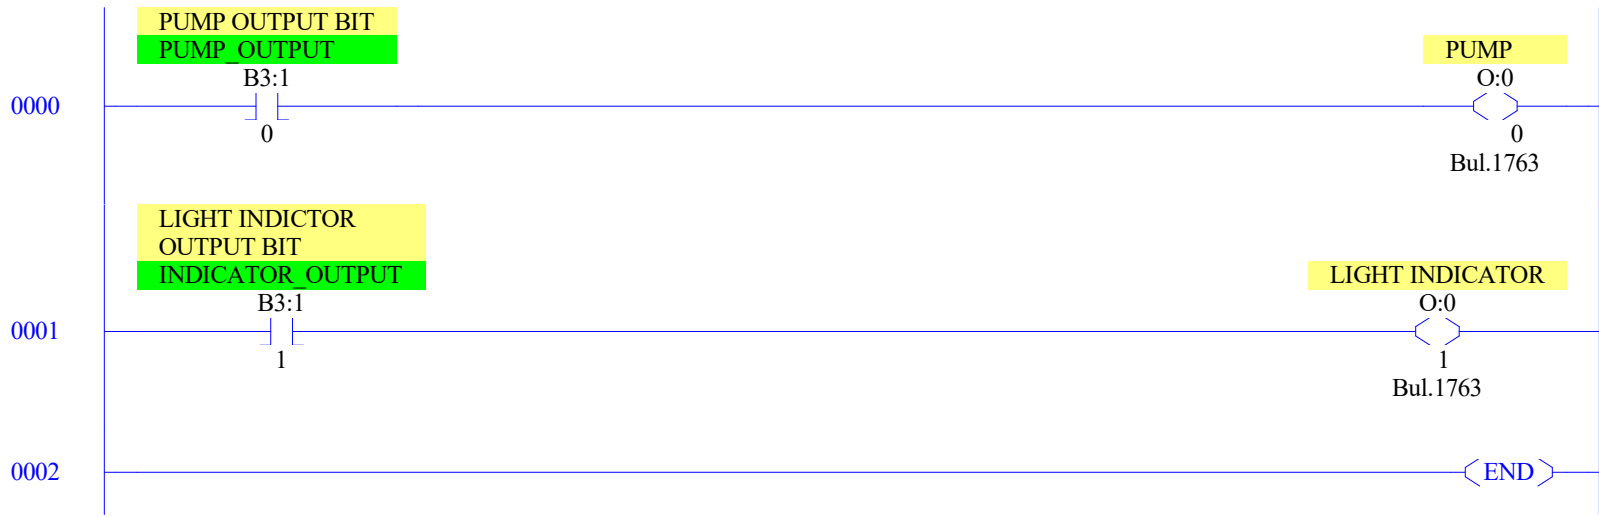 PUMP OUTPUT BIT
PUMP_OUTPUT
B3:1
0
PUMP
O:0
0
Bul.1763
0000
LIGHT INDICTOR
OUTPUT BIT
INDICATOR_OUTPUT
B3:1
1
LIGHT INDICATOR
O:0
1
Bul.1763
0001
0002
END